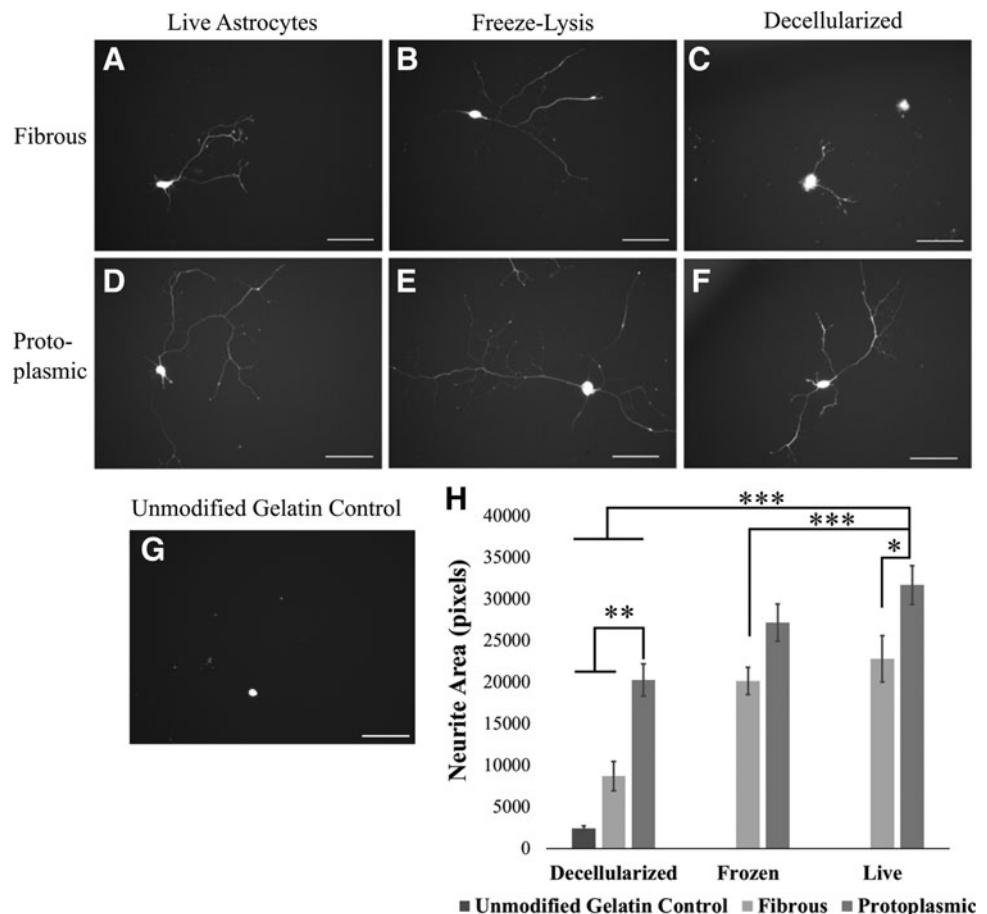 Live Astrocytes Freeze-Lysis Decellularized
Fibrous
A B C
Proto-
plasmic
D E F
Unmodified Gelatin Control
G
H
Neurite Area (pixels)
40000
35000
30000
25000
20000
15000
10000
5000
0
***
***
*
**
Decellularized Frozen Live
Unmodified Gelatin Control Fibrous Protoplasmic